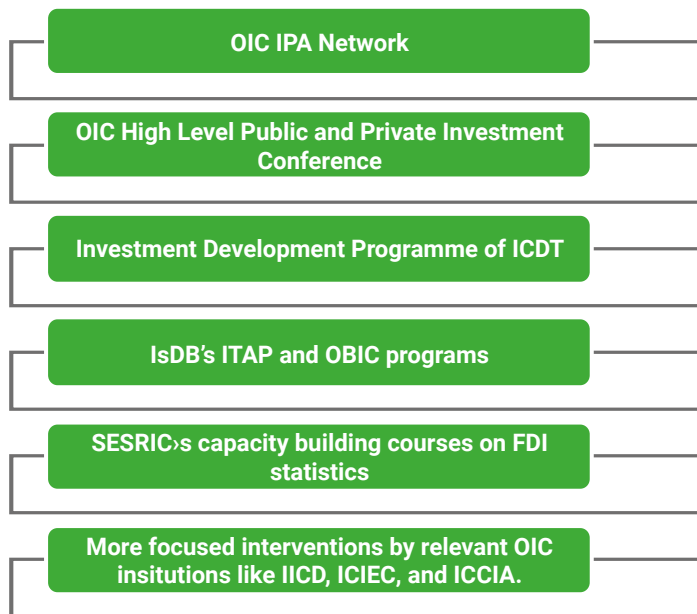 OIC IPA Network
OIC High Level Public and Private Investment
Conference
Investment Development Programme of ICDT
IsDB's ITAP and OBIC programs
SESRIC›s capacity building courses on FDI
statistics
More focused interventions by relevant OIC
insitutions like IICD, ICIEC, and ICCIA.